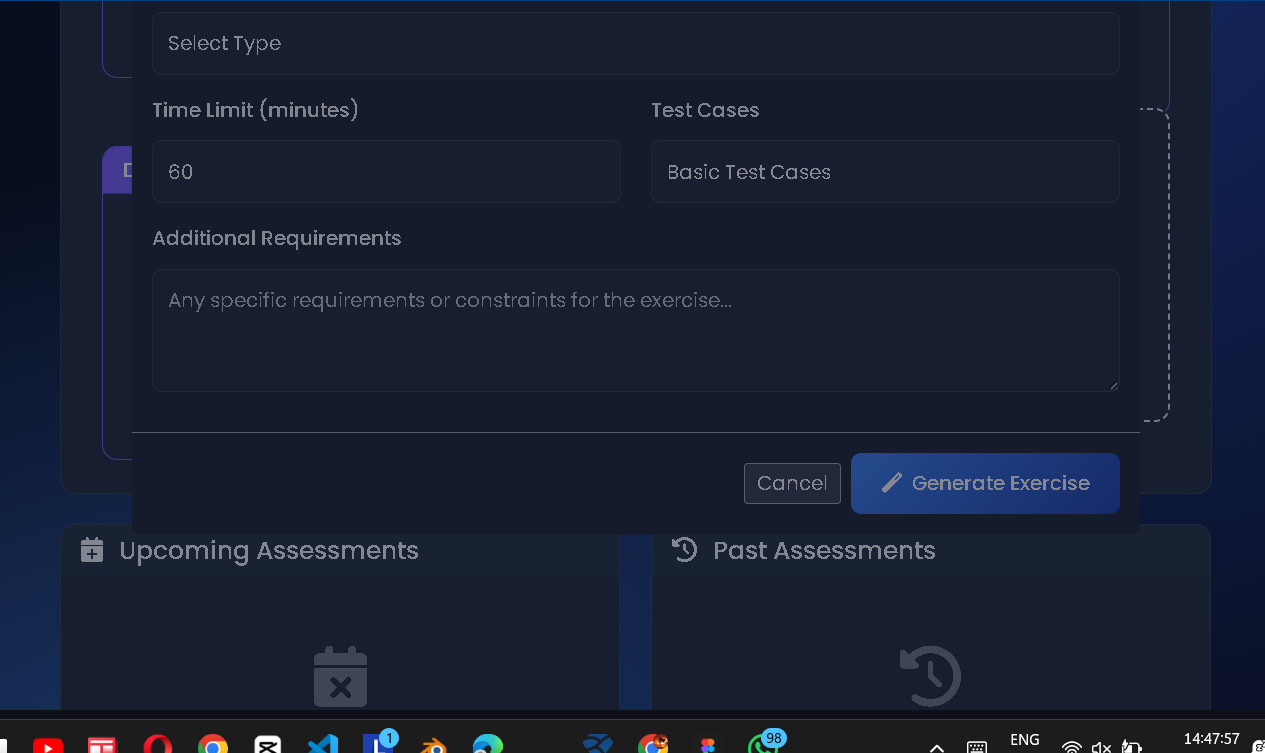 Select Type
Time Limit (minutes)
Test Cases
60
Basic Test Cases
Additional Requirements
Any specific requirements or constraints for the exercise...
Cancel
Generate Exercise
Upcoming Assessments
Past Assessments
1
98
ENG
14:47:57